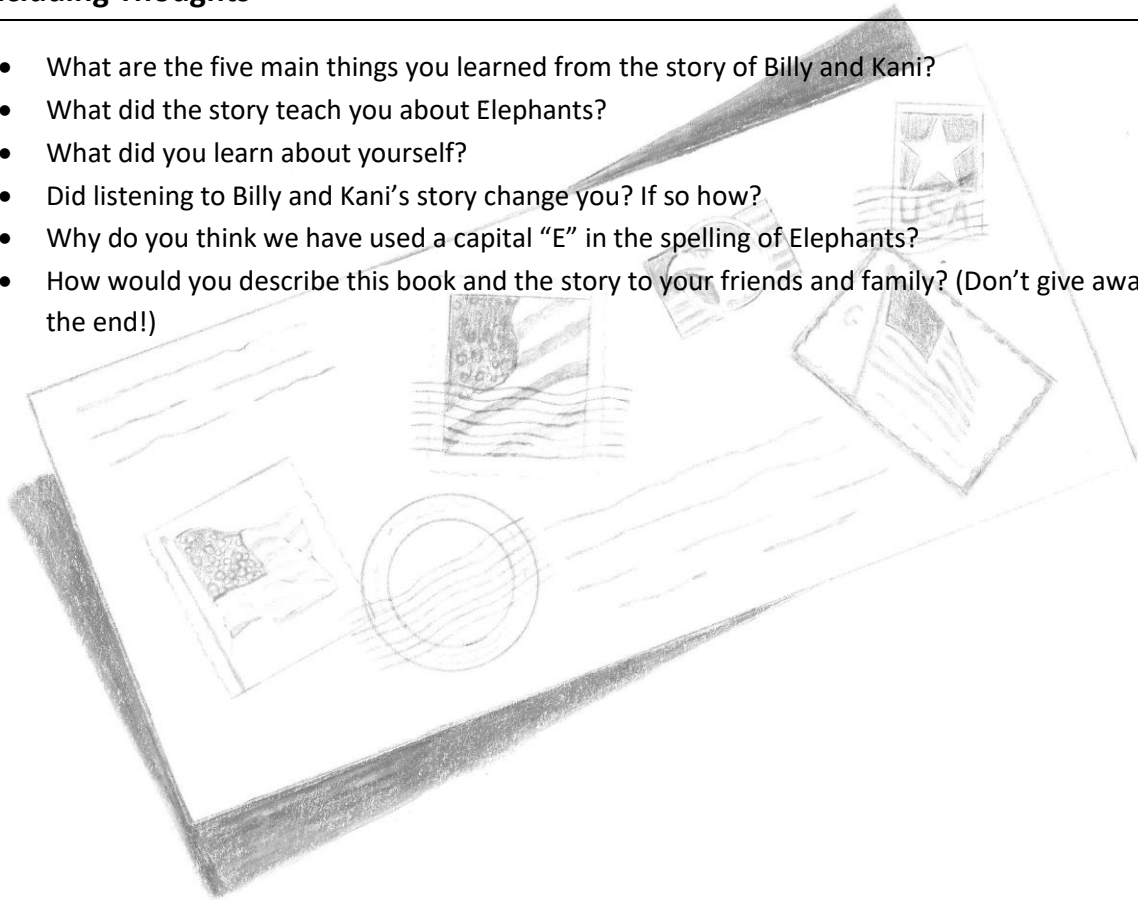 • What are the five main things you learned from the story of Billy and Kani?
• What did the story teach you about Elephants?
• What did you learn about yourself?
• Did listening to Billy and Kani’s story change you? If so how?
• Why do you think we have used a capital “E” in the spelling of Elephants?
• How would you describe this book and the story to your friends and family? (Don’t give
the end!)
USA